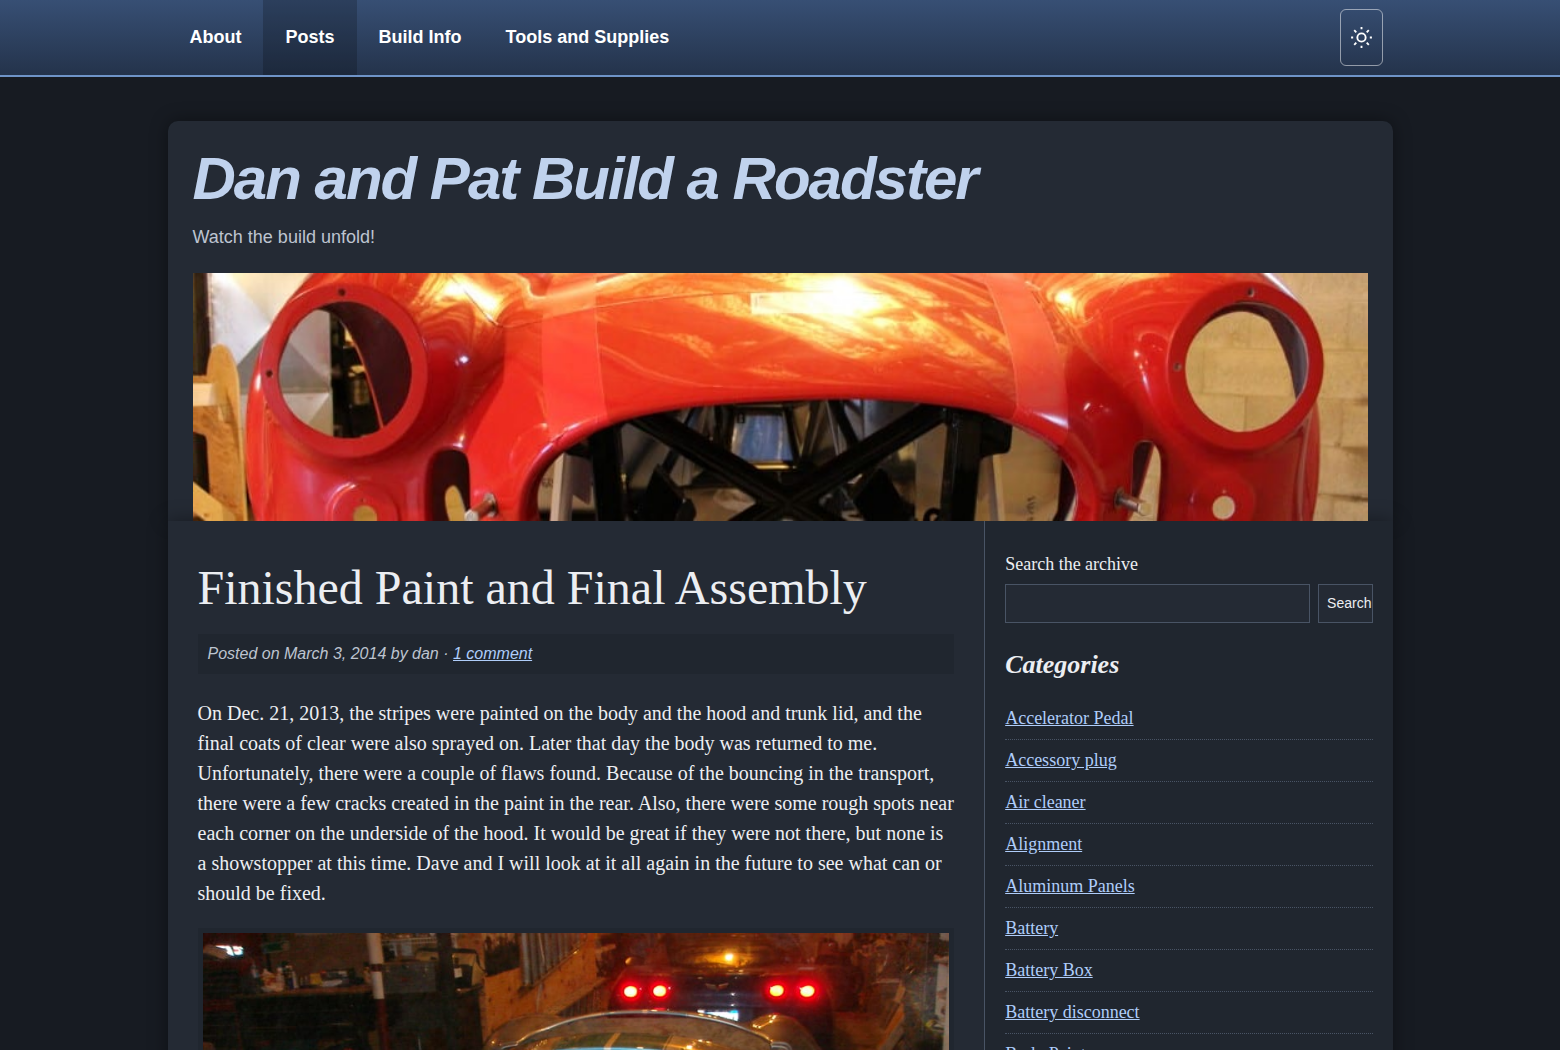 About Posts Build Info Tools and Supplies
Dan and Pat Build a Roadster
Watch the build unfold!
Finished Paint and Final Assembly
Posted on March 3, 2014 by dan · 1 comment
On Dec. 21, 2013, the stripes were painted on the body and the hood and trunk lid, and the
final coats of clear were also sprayed on. Later that day the body was returned to me.
Unfortunately, there were a couple of flaws found. Because of the bouncing in the transport,
there were a few cracks created in the paint in the rear. Also, there were some rough spots near
each corner on the underside of the hood. It would be great if they were not there, but none is
a showstopper at this time. Dave and I will look at it all again in the future to see what can or
should be fixed.
Search the archive
Search
Categories
Accelerator Pedal
Accessory plug
Air cleaner
Alignment
Aluminum Panels
Battery
Battery Box
Battery disconnect